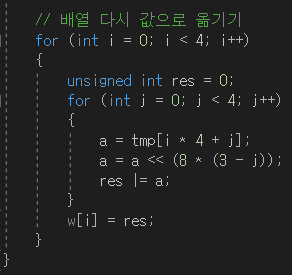 // 배열 다시 값으로 옮기기
for (int i = 0; i < 4; i++)
{
unsigned int res = 0;
for (int j = 0; j < 4; j++)
{
a = tmp[i * 4 + j];
a = a << (8 * (3 - j));
res |= a;
}
w[i] = res;
}
}